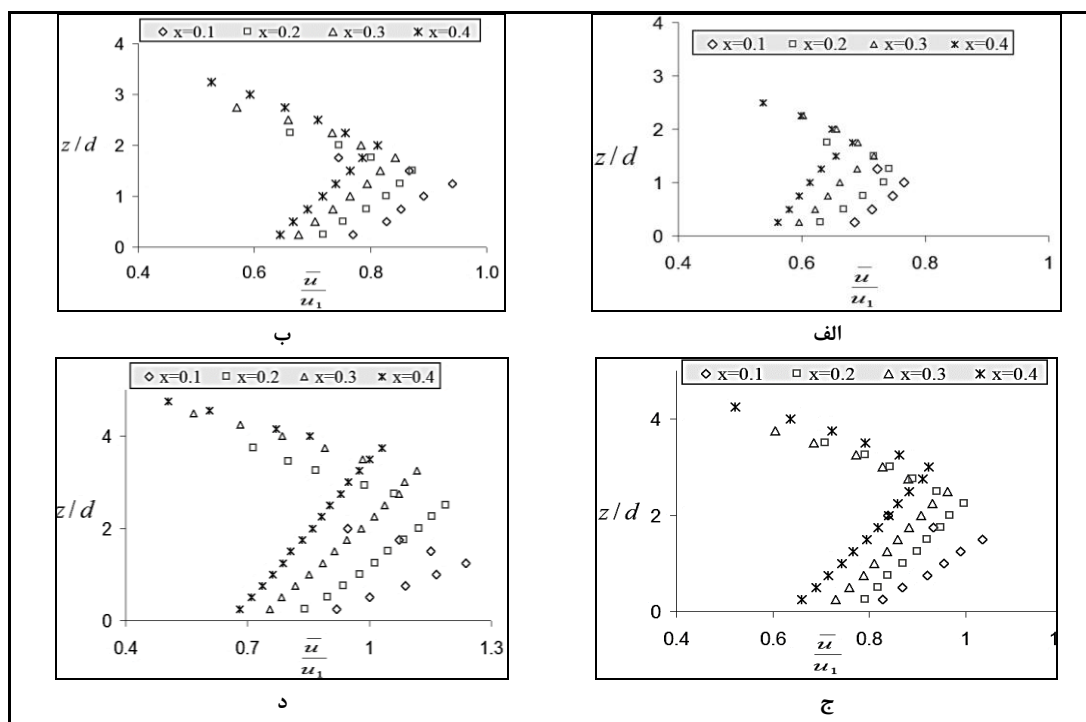 x=0.1 x=0.2 x=0.3 x=0.4
4
3
2
1
0
z/d
0.4 0.6 0.8 1
u̅/u₁
الف
x=0.1 x=0.2 x=0.3 x=0.4
4
3
2
1
0
z/d
0.4 0.6 0.8 1.0
u̅/u₁
ب
x=0.1 x=0.2 x=0.3 x=0.4
4
2
0
z/d
0.4 0.6 0.8 1 1
u̅/u₁
ج
x=0.1 x=0.2 x=0.3 x=0.4
4
2
0
z/d
0.4 0.7 1 1.3
u̅/u₁
د